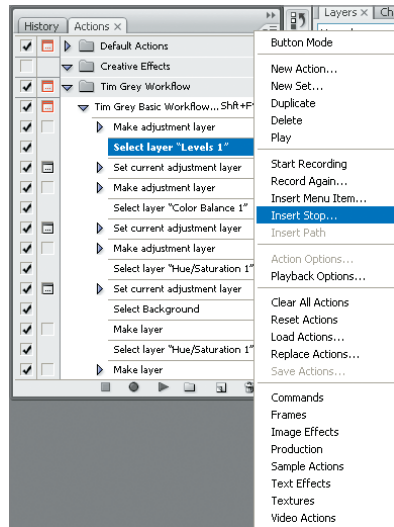 History
Actions ×
Layers ×
Ch
Default Actions
Creative Effects
Tim Grey Workflow
Tim Grey Basic Workflow... Shft+F
Make adjustment layer
Select layer "Levels 1"
Set current adjustment layer
Make adjustment layer
Select layer "Color Balance 1"
Set current adjustment layer
Make adjustment layer
Select layer "Hue/Saturation 1"
Set current adjustment layer
Select Background
Make layer
Select layer "Hue/Saturation 1"
Make layer
Button Mode
New Action...
New Set...
Duplicate
Delete
Play
Start Recording
Record Again...
Insert Menu Item...
Insert Stop...
Insert Path
Action Options...
Playback Options...
Clear All Actions
Reset Actions
Load Actions...
Replace Actions...
Save Actions...
Commands
Frames
Image Effects
Production
Sample Actions
Text Effects
Textures
Video Actions